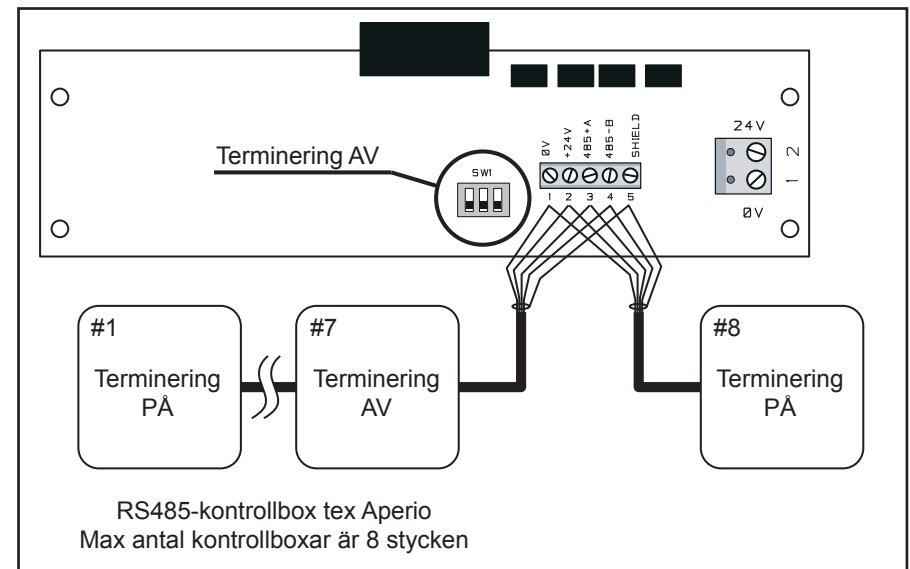 Terminering AV
SW1
0V
+24V
485+A
485-B
SHIELD
1 2 3 4 5
24V
2
1
0V
#1
Terminering
PÅ
#7
Terminering
AV
#8
Terminering
PÅ
RS485-kontrollbox tex Aperio
Max antal kontrollboxar är 8 stycken